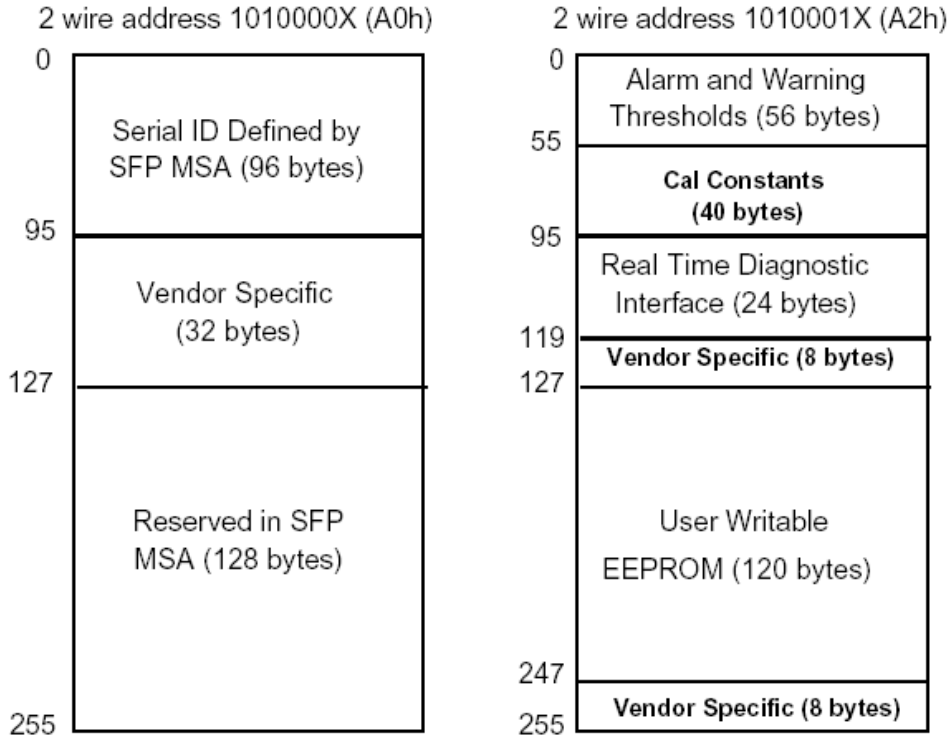 2 wire address 1010000X (A0h)
0
Serial ID Defined by
SFP MSA (96 bytes)
95
Vendor Specific
(32 bytes)
127
Reserved in SFP
MSA (128 bytes)
255
2 wire address 1010001X (A2h)
0
Alarm and Warning
Thresholds (56 bytes)
55
Cal Constants
(40 bytes)
95
Real Time Diagnostic
Interface (24 bytes)
119
Vendor Specific (8 bytes)
127
User Writable
EEPROM (120 bytes)
247
Vendor Specific (8 bytes)
255